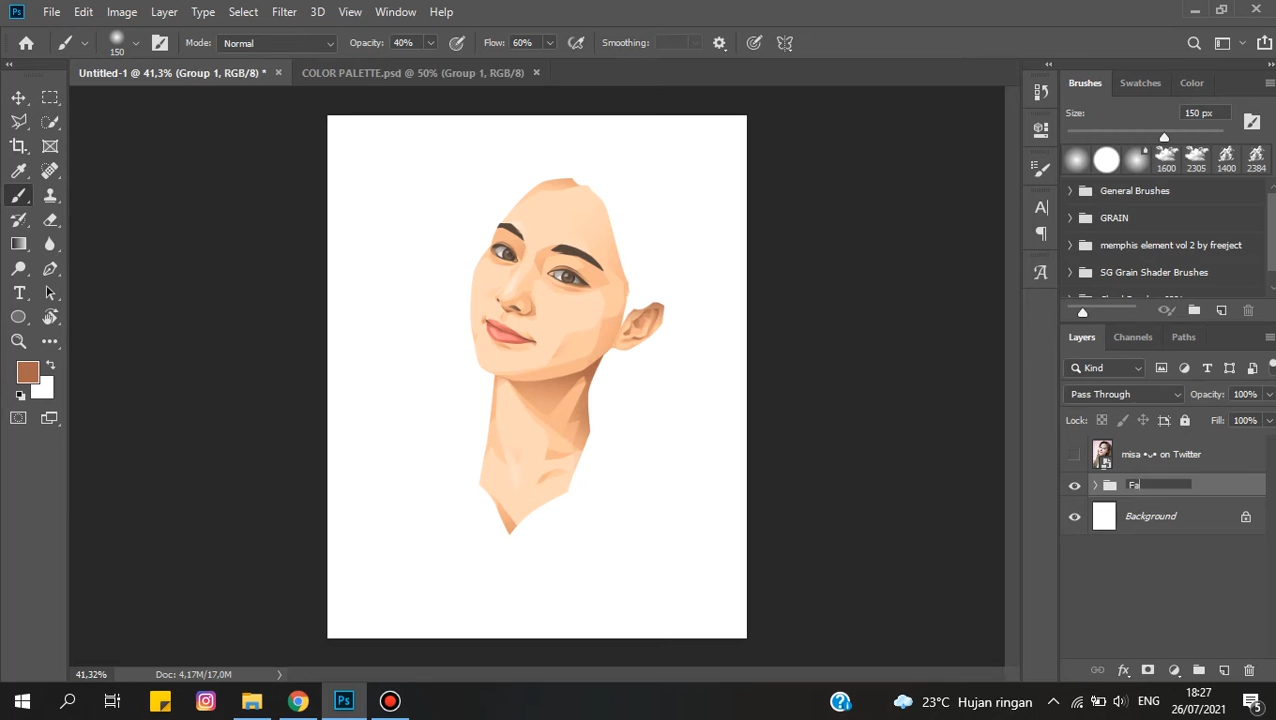 Ps File Edit Image Layer Type Select Filter 3D View Window Help
150 Mode: Normal Opacity: 40% Flow: 60% Smoothing:
Untitled-1 @ 41,3% (Group 1, RGB/8) * × COLOR PALETTE.psd @ 50% (Group 1, RGB/8) ×
Brushes Swatches Color
Size: 150 px
1600 2305 1400 2384
General Brushes
GRAIN
memphis element vol 2 by freeject
SG Grain Shader Brushes
Layers Channels Paths
Kind
Pass Through Opacity: 100%
Lock: Fill: 100%
misa •ᴗ• on Twitter
Fa
Background
41,32% Doc: 4,17M/17,0M
Ps 23°C Hujan ringan ENG 18:27 26/07/2021 5